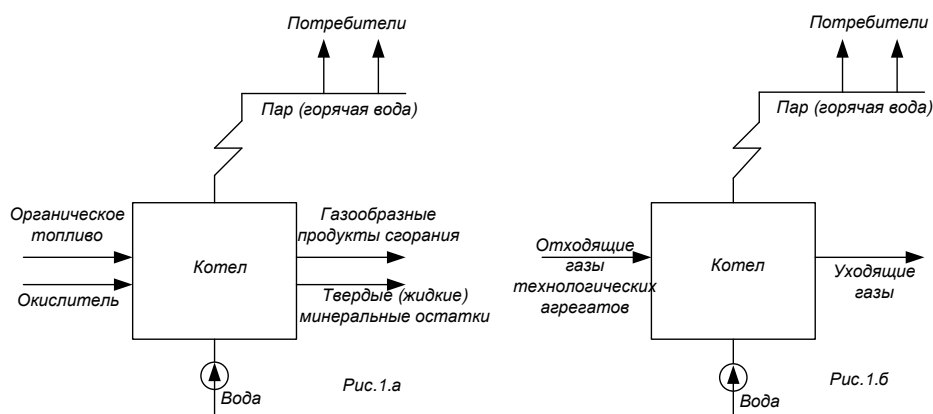 Потребители
Пар (горячая вода)
Органическое
топливо
Окислитель
Котел
Газообразные
продукты сгорания
Твердые (жидкие)
минеральные остатки
Вода
Рис.1.а
Потребители
Пар (горячая вода)
Отходящие
газы
технологических
агрегатов
Котел
Уходящие
газы
Вода
Рис.1.б